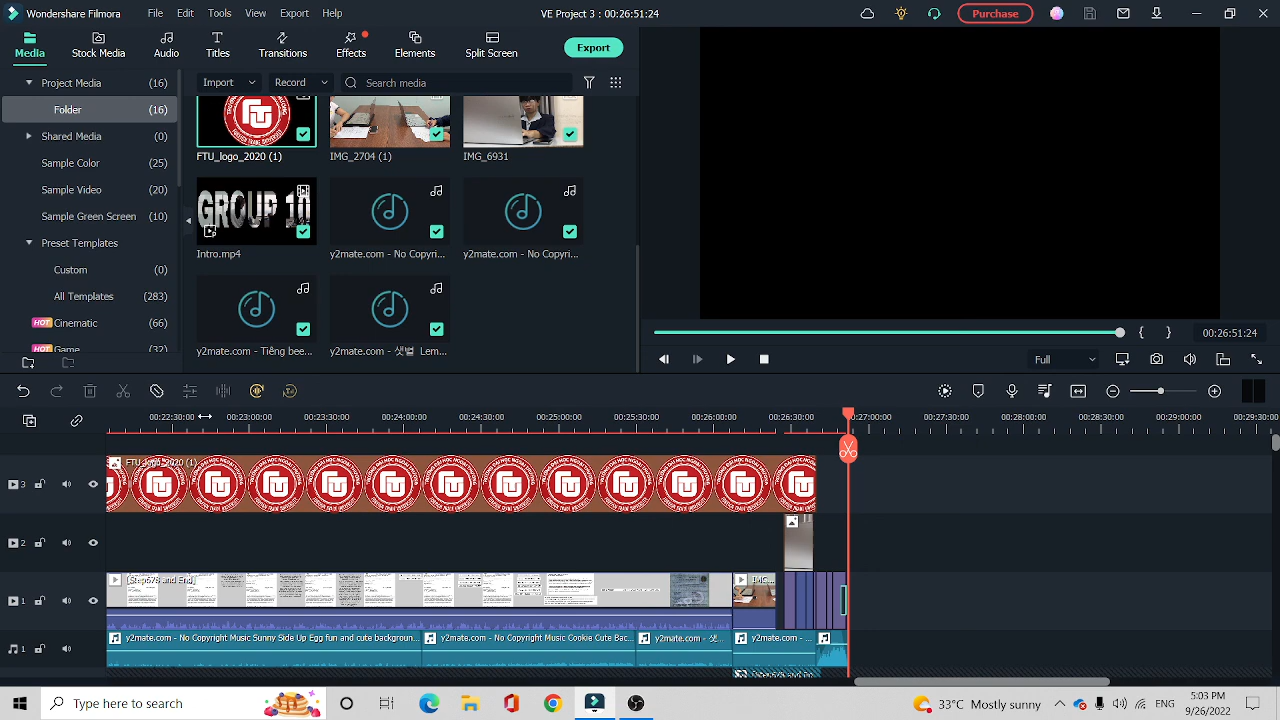 Wondershare Filmora
File Edit Tools View Export Help
VE Project 3 : 00:26:51:24
Purchase
Media
Stock Media
Audio
Titles
Transitions
Effects
Elements
Split Screen
Export
Project Media (16)
Folder (16)
Shared Media (0)
Sample Color (25)
Sample Video (20)
Sample Green Screen (10)
Preset Templates
Custom (0)
All Templates (283)
HOT Cinematic (66)
HOT Game (32)
Import
Record
Search media
FTU_logo_2020 (1)
IMG_2704 (1)
IMG_6931
GROUP 10
Intro.mp4
y2mate.com - No Copyri...
y2mate.com - No Copyri...
y2mate.com - Tiếng bee...
y2mate.com - 샛별 Lem...
00:26:51:24
Full
00:22:30:00 00:23:00:00 00:23:30:00 00:24:00:00 00:24:30:00 00:25:00:00 00:25:30:00 00:26:00:00 00:26:30:00 00:27:00:00 00:27:30:00 00:28:00:00 00:28:30:00 00:29:00:00 00:29:30:00
3
FTU_logo_2020 (1)
2
1
y2mate.com - No Copyright Music Sunny Side Up Egg fun and cute backgroun...
y2mate.com - No Copyright Music Cookie Cute Bac...
y2mate.com - 샛...
y2mate.com - ...
Type here to search
33°C Mostly sunny
5:03 PM
9/26/2022